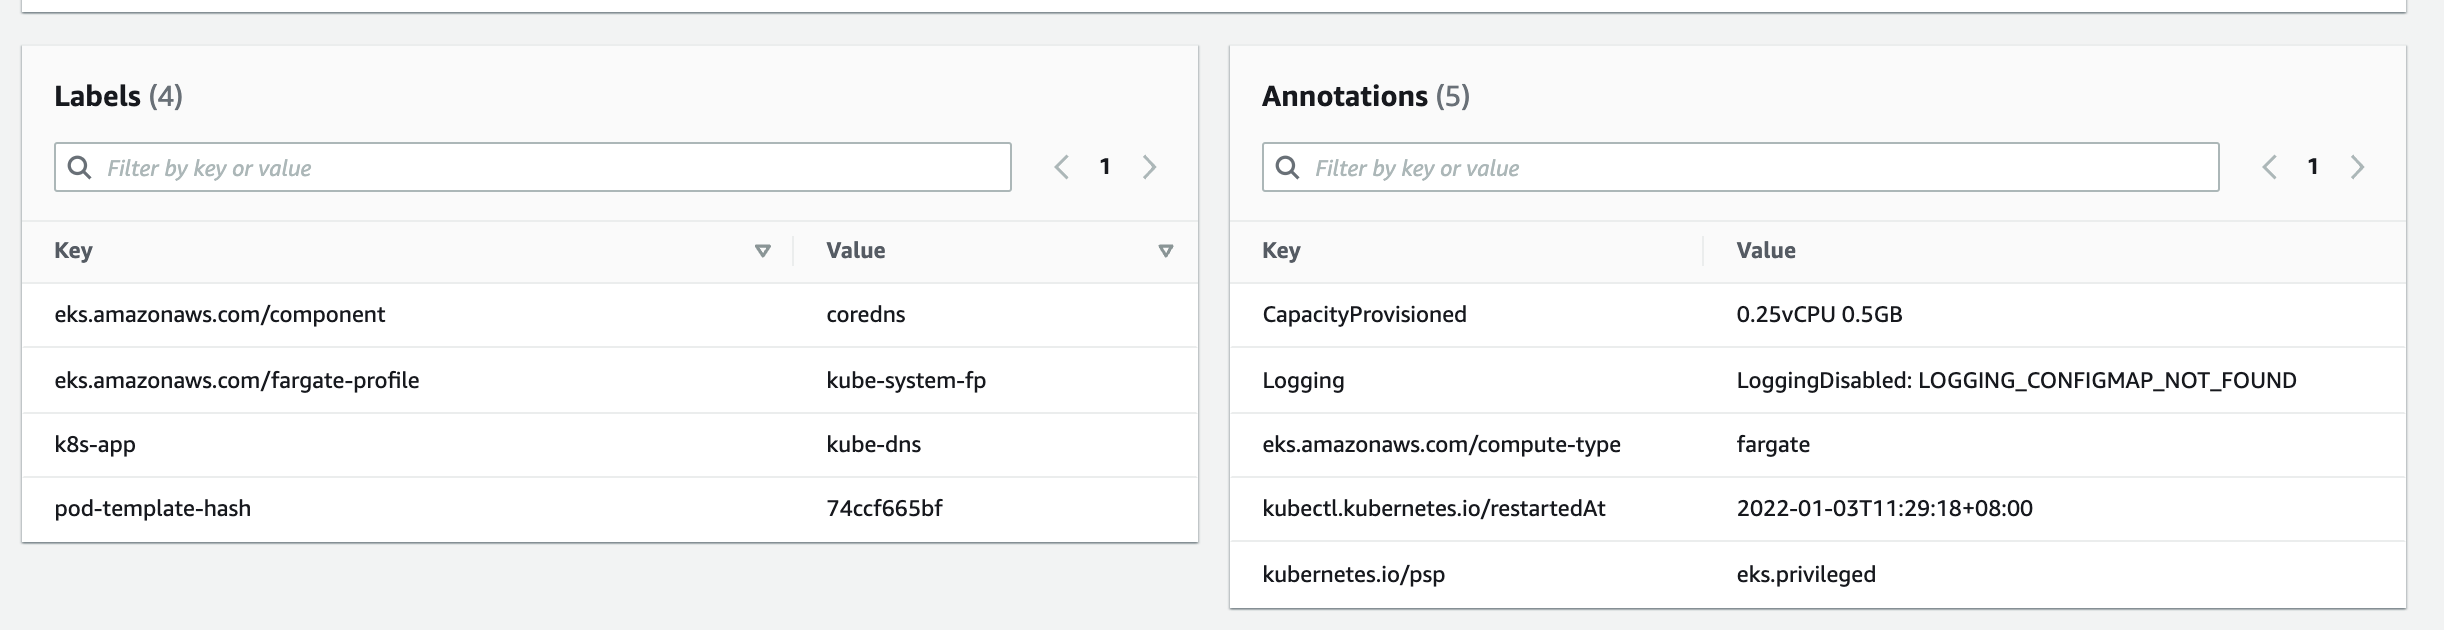 Labels (4)
Filter by key or value
1
Key Value
eks.amazonaws.com/component coredns
eks.amazonaws.com/fargate-profile kube-system-fp
k8s-app kube-dns
pod-template-hash 74ccf665bf
Annotations (5)
Filter by key or value
1
Key Value
CapacityProvisioned 0.25vCPU 0.5GB
Logging LoggingDisabled: LOGGING_CONFIGMAP_NOT_FOUND
eks.amazonaws.com/compute-type fargate
kubectl.kubernetes.io/restartedAt 2022-01-03T11:29:18+08:00
kubernetes.io/psp eks.privileged